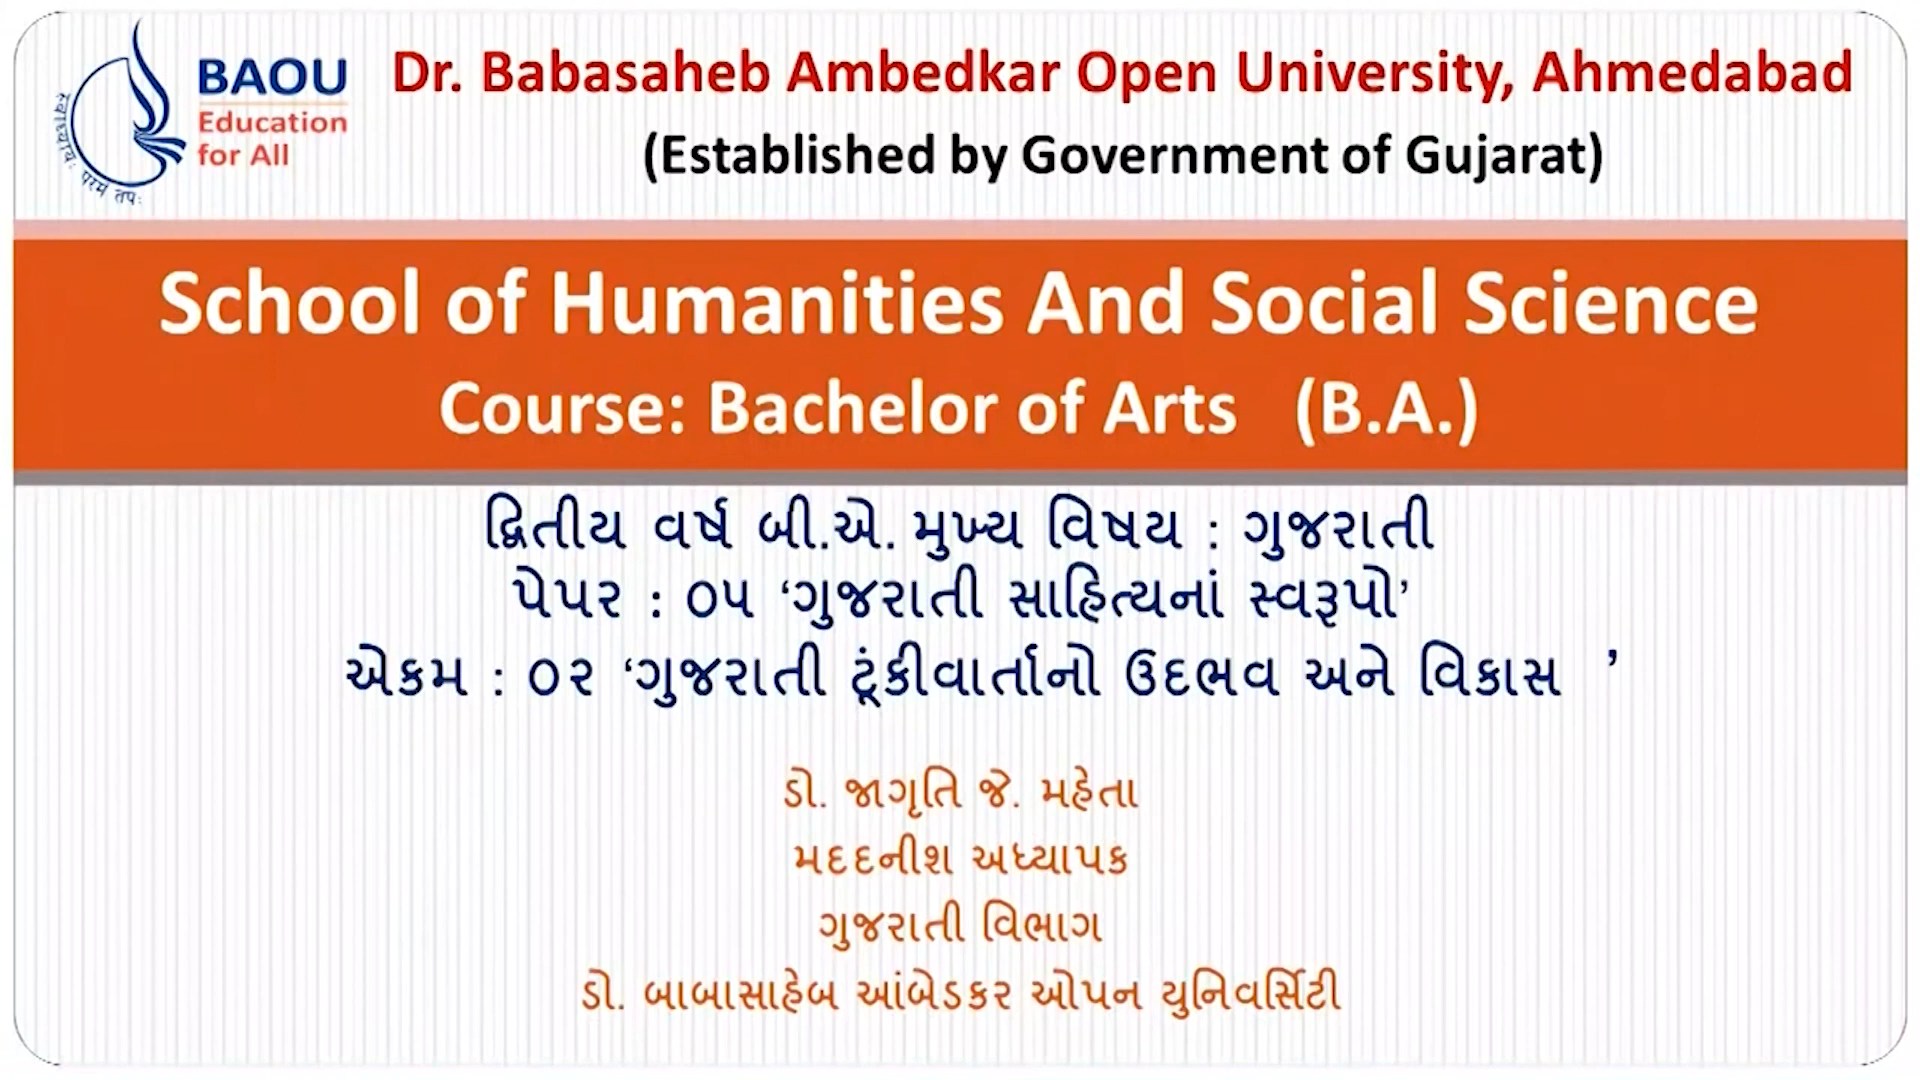 BAOU
Education
for All
स्वाध्यायः परमं तपः
Dr. Babasaheb Ambedkar Open University, Ahmedabad
(Established by Government of Gujarat)
School of Humanities And Social Science
Course: Bachelor of Arts (B.A.)
દ્વિતીય વર્ષ બી.એ. મુખ્ય વિષય : ગુજરાતી
પેપર : ૦૫ ‘ગુજરાતી સાહિત્યનાં સ્વરૂપો’
એકમ : ૦૨ ‘ગુજરાતી ટૂંકીવાર્તાનો ઉદભવ અને વિકાસ ’
ડો. જાગૃતિ જે. મહેતા
મદદનીશ અધ્યાપક
ગુજરાતી વિભાગ
ડો. બાબાસાહેબ આંબેડકર ઓપન યુનિવર્સિટી